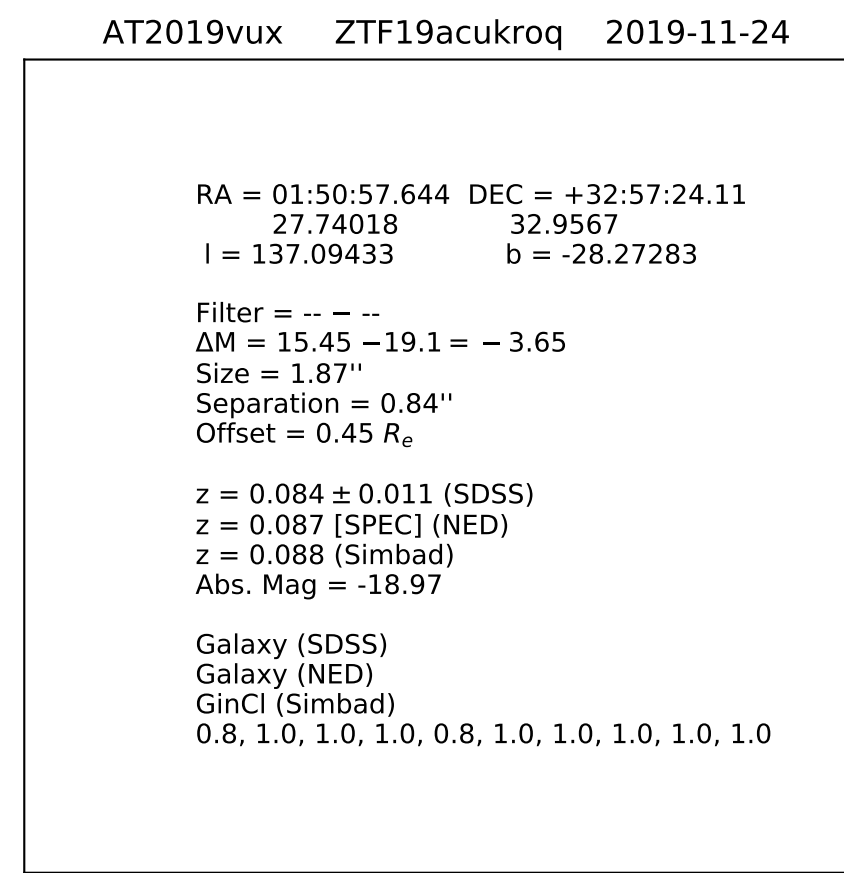 AT2019vux ZTF19acukroq 2019-11-24
RA = 01:50:57.644 DEC = +32:57:24.11
27.74018 32.9567
l = 137.09433 b = -28.27283
Filter = -- − --
ΔM = 15.45 −19.1 = − 3.65
Size = 1.87''
Separation = 0.84''
Offset = 0.45 Rₑ
z = 0.084 ± 0.011 (SDSS)
z = 0.087 [SPEC] (NED)
z = 0.088 (Simbad)
Abs. Mag = -18.97
Galaxy (SDSS)
Galaxy (NED)
GinCl (Simbad)
0.8, 1.0, 1.0, 1.0, 0.8, 1.0, 1.0, 1.0, 1.0, 1.0